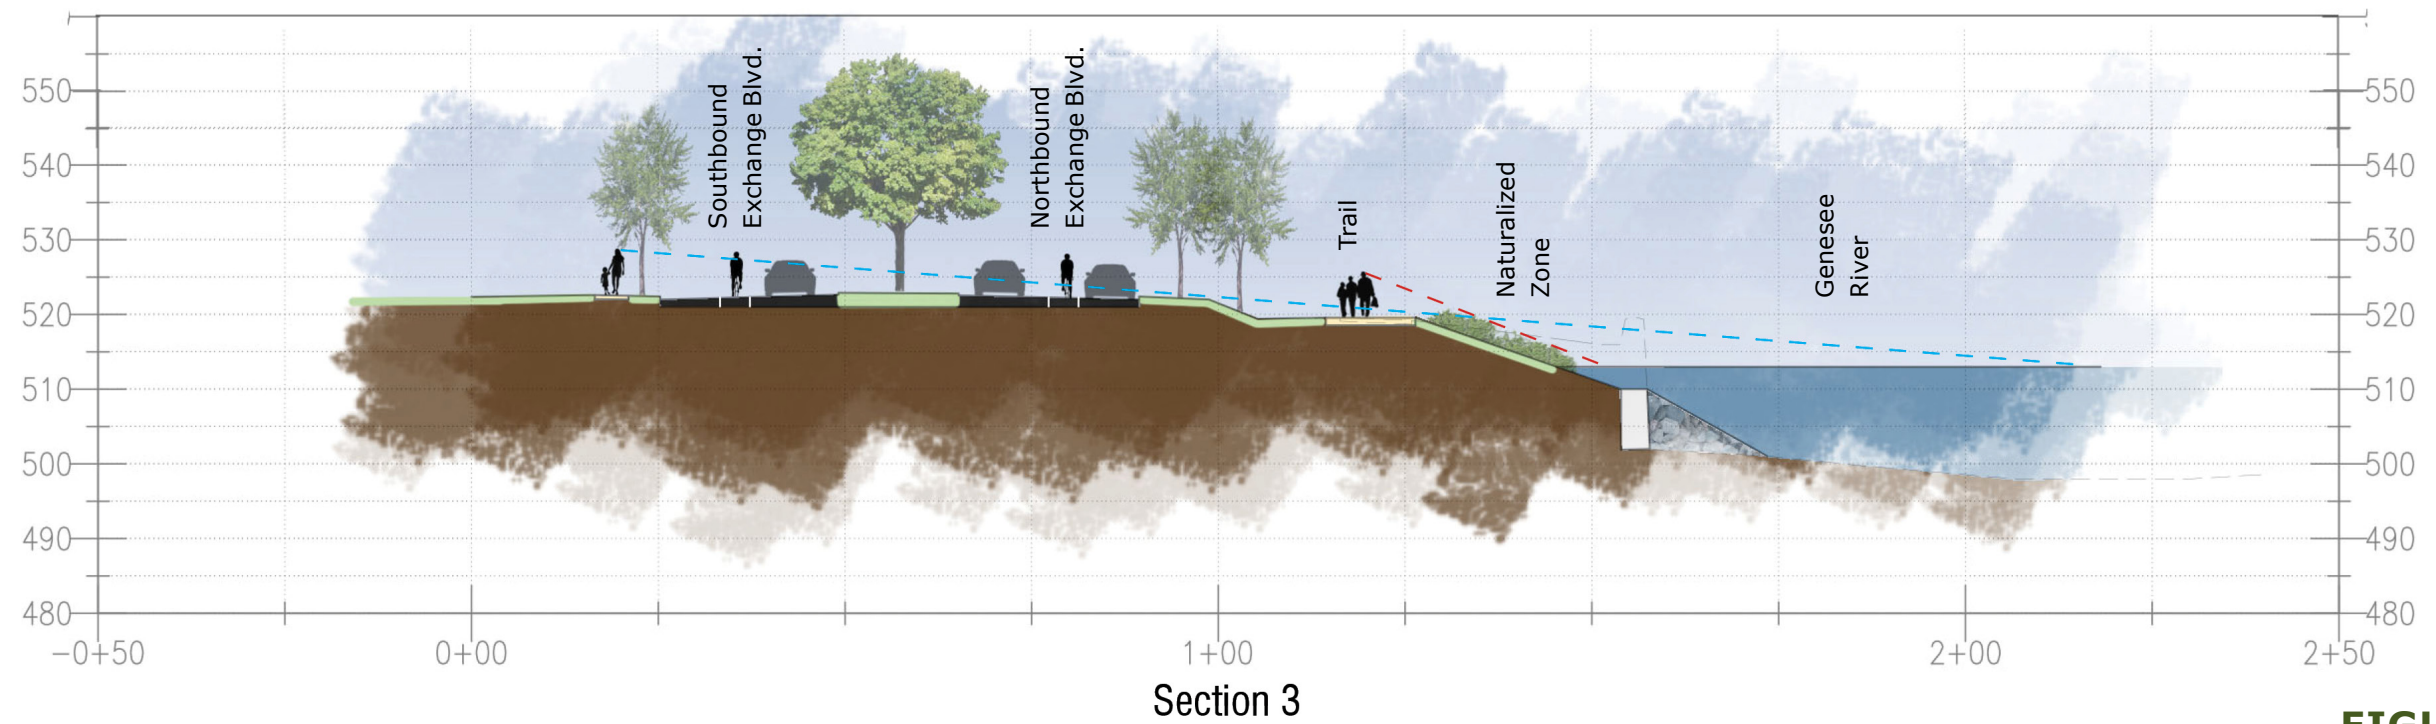 Southbound
Exchange Blvd.
Northbound
Exchange Blvd.
Trail
Naturalized
Zone
Genesee
River
550
540
530
520
510
500
490
480
550
540
530
520
510
500
490
480
-0+50
0+00
1+00
2+00
2+50
Section 3